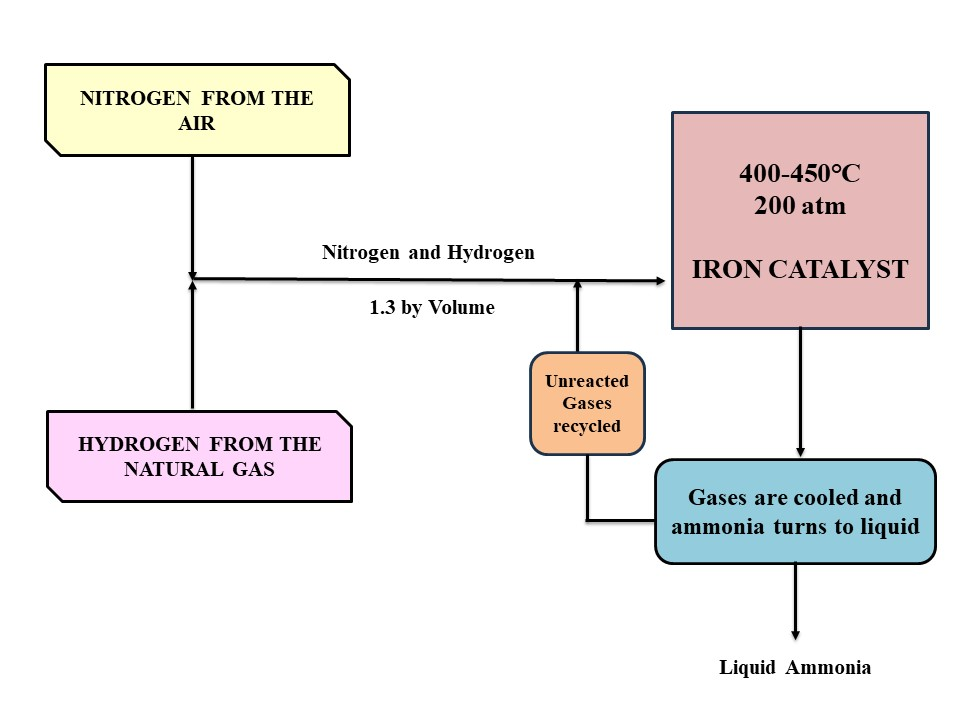 NITROGEN FROM THE
AIR
400-450°C
200 atm
IRON CATALYST
Nitrogen and Hydrogen
1.3 by Volume
Unreacted
Gases
recycled
HYDROGEN FROM THE
NATURAL GAS
Gases are cooled and
ammonia turns to liquid
Liquid Ammonia